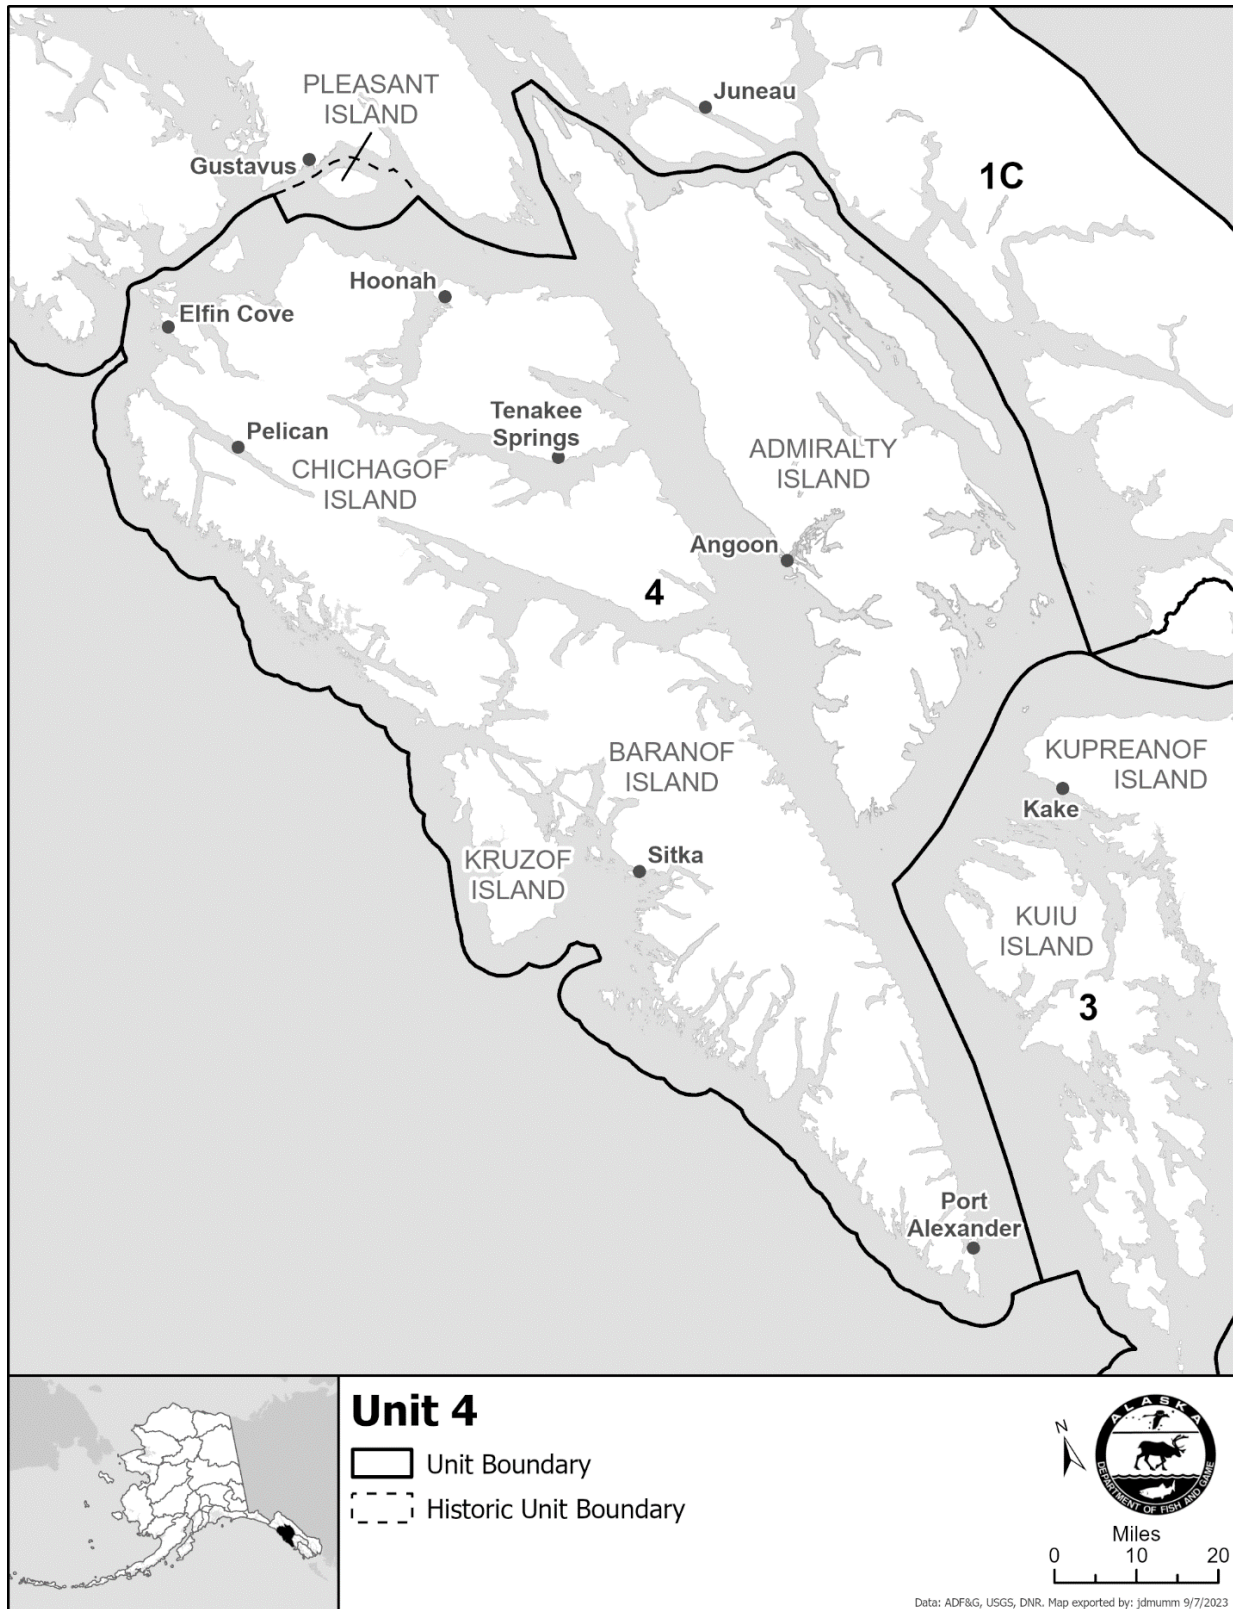 PLEASANT
ISLAND
Juneau
Gustavus
1C
Hoonah
Elfin Cove
Tenakee
Springs
Pelican
CHICHAGOF
ISLAND
ADMIRALTY
ISLAND
Angoon
4
BARANOF
ISLAND
KUPREANOF
ISLAND
Kake
KRUZOF
ISLAND
Sitka
KUIU
ISLAND
3
Port
Alexander
Unit 4
Unit Boundary
Historic Unit Boundary
N
ALASKA
DEPARTMENT OF FISH AND GAME
Miles
0 10 20
Data: ADF&G, USGS, DNR. Map exported by: jdmumm 9/7/2023